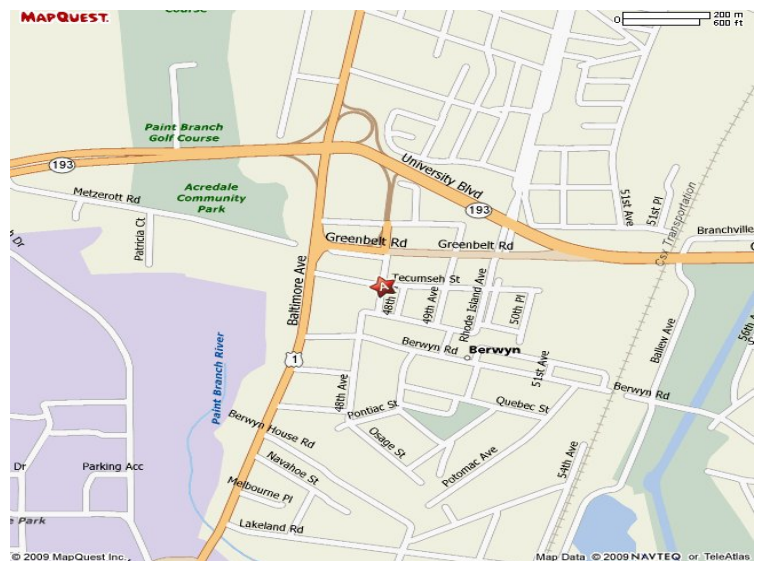 Course
MAPQUEST.
0
200 m
600 ft
Paint Branch
Golf Course
193
Metzerott Rd
Acredale
Community
Park
University Blvd
193
51st Ave
51st Pl
Csx Transportation
Branchville
Patricia Ct
Dr
Greenbelt Rd
Greenbelt Rd
Baltimore Ave
A
Tecumseh St
48th
49th Ave
Rhode Island Ave
50th Pl
Ballew Ave
56th A
1
Berwyn Rd
Berwyn
51st Ave
Berwyn Rd
Paint Branch River
48th Ave
Pontiac St
Quebec St
Berwyn House Rd
Osage St
Potomac Ave
54th Ave
Dr
Parking Acc
Navahoe St
Melbourne Pl
Lakeland Rd
e Park
© 2009 MapQuest Inc.
Map Data © 2009 NAVTEQ or TeleAtlas